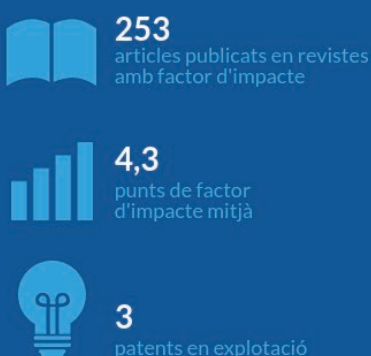 253
articles publicats en revistes
amb factor d'impacte
4,3
punts de factor
d'impacte mitjà
3
patents en explotació